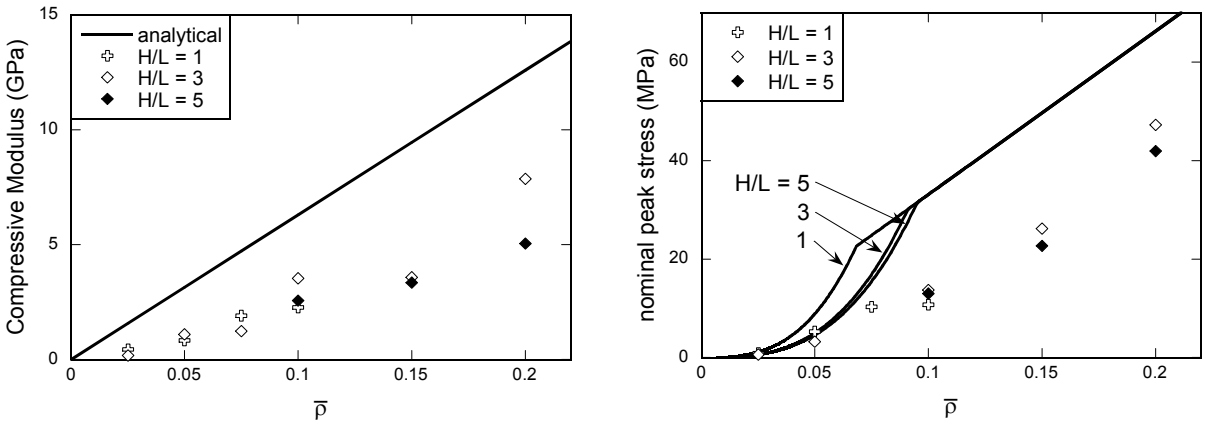 Compressive Modulus (GPa)
15
10
5
0
analytical
H/L = 1
H/L = 3
H/L = 5
0 0.05 0.1 0.15 0.2
ρ̅
nominal peak stress (MPa)
60
40
20
0
H/L = 1
H/L = 3
H/L = 5
H/L = 5
3
1
0 0.05 0.1 0.15 0.2
ρ̅